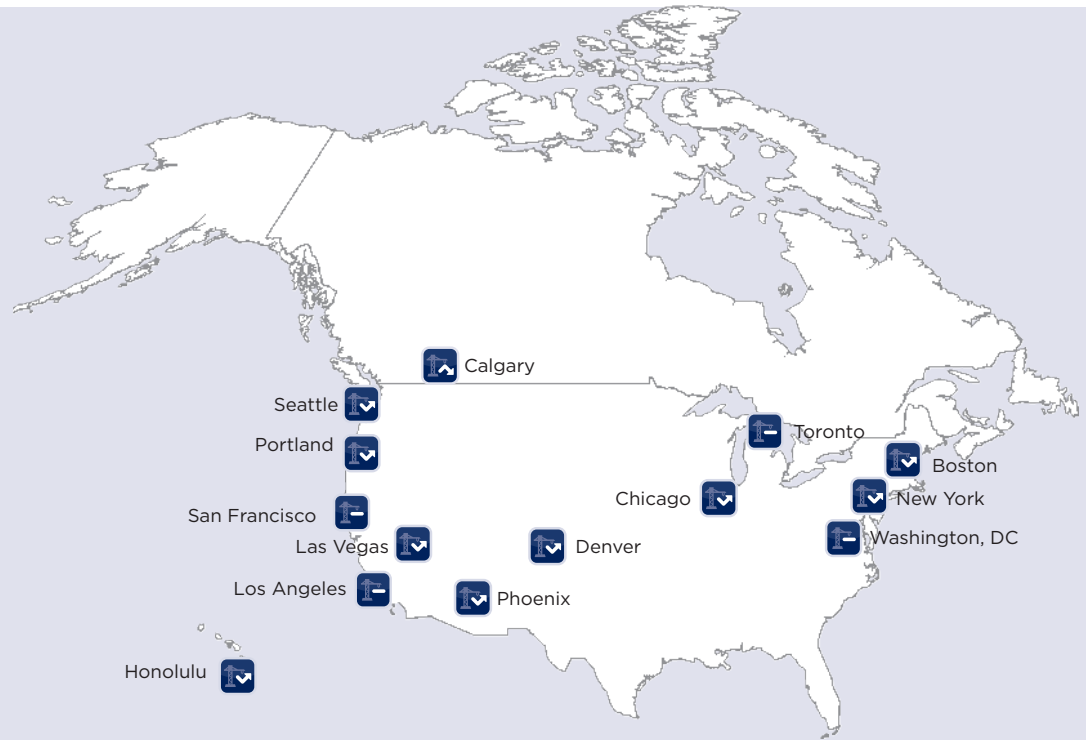 Calgary
Seattle
Toronto
Portland
Boston
Chicago
New York
San Francisco
Washington, DC
Las Vegas
Denver
Los Angeles
Phoenix
Honolulu